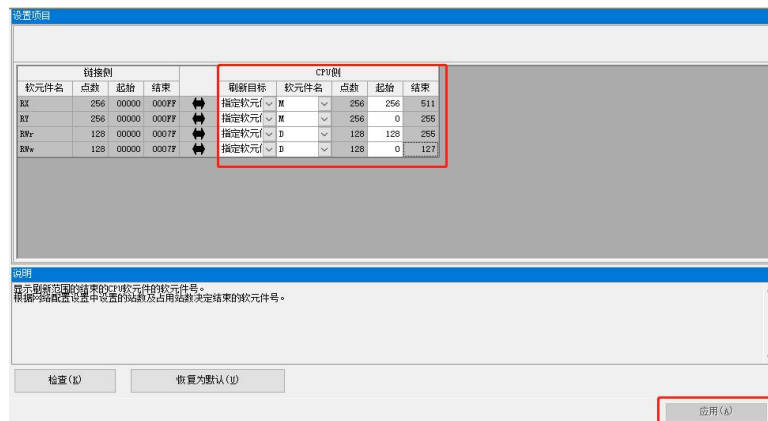 设置项目
链接侧 CPU侧
软元件名 点数 起始 结束 刷新目标 软元件名 点数 起始 结束
RX 256 00000 000FF 指定软元件 M 256 256 511
RY 256 00000 000FF 指定软元件 M 256 0 255
RWr 128 00000 0007F 指定软元件 D 128 128 255
RWw 128 00000 0007F 指定软元件 D 128 0 127
说明
显示刷新范围的结束的CPU软元件的软元件号。
根据网络配置设置中设置的站数及占用站数决定结束的软元件号。
检查(K) 恢复为默认(U)
应用(A)